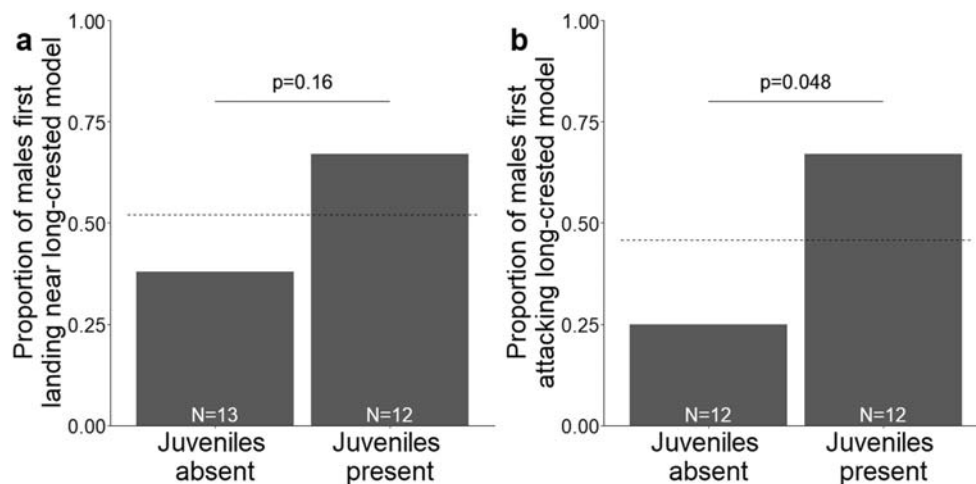 a
Proportion of males first
landing near long-crested model
1.00
0.75
0.50
0.25
0.00
p=0.16
N=13
N=12
Juveniles
absent
Juveniles
present
b
Proportion of males first
attacking long-crested model
1.00
0.75
0.50
0.25
0.00
p=0.048
N=12
N=12
Juveniles
absent
Juveniles
present